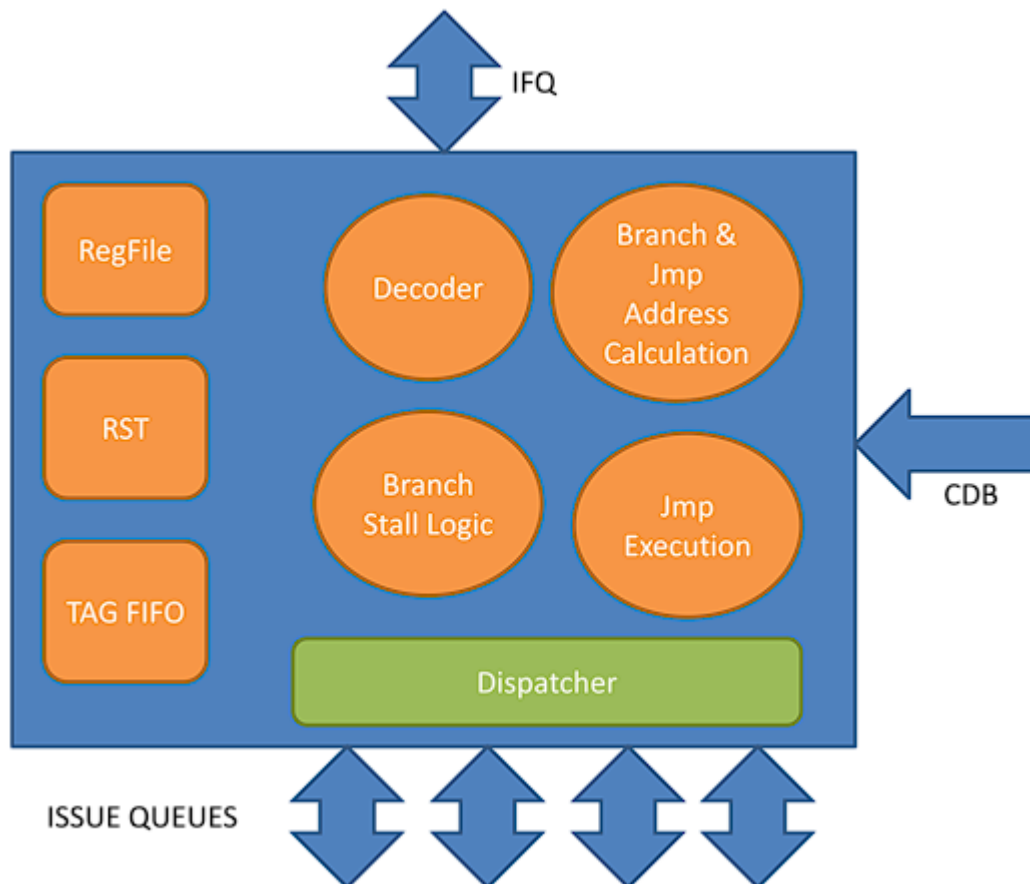 IFQ
RegFile
Decoder
Branch &
Jmp
Address
Calculation
RST
Branch
Stall Logic
Jmp
Execution
CDB
TAG FIFO
Dispatcher
ISSUE QUEUES